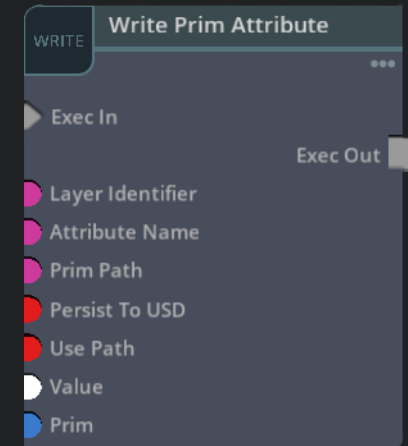 WRITE
Write Prim Attribute
Exec In
Exec Out
Layer Identifier
Attribute Name
Prim Path
Persist To USD
Use Path
Value
Prim